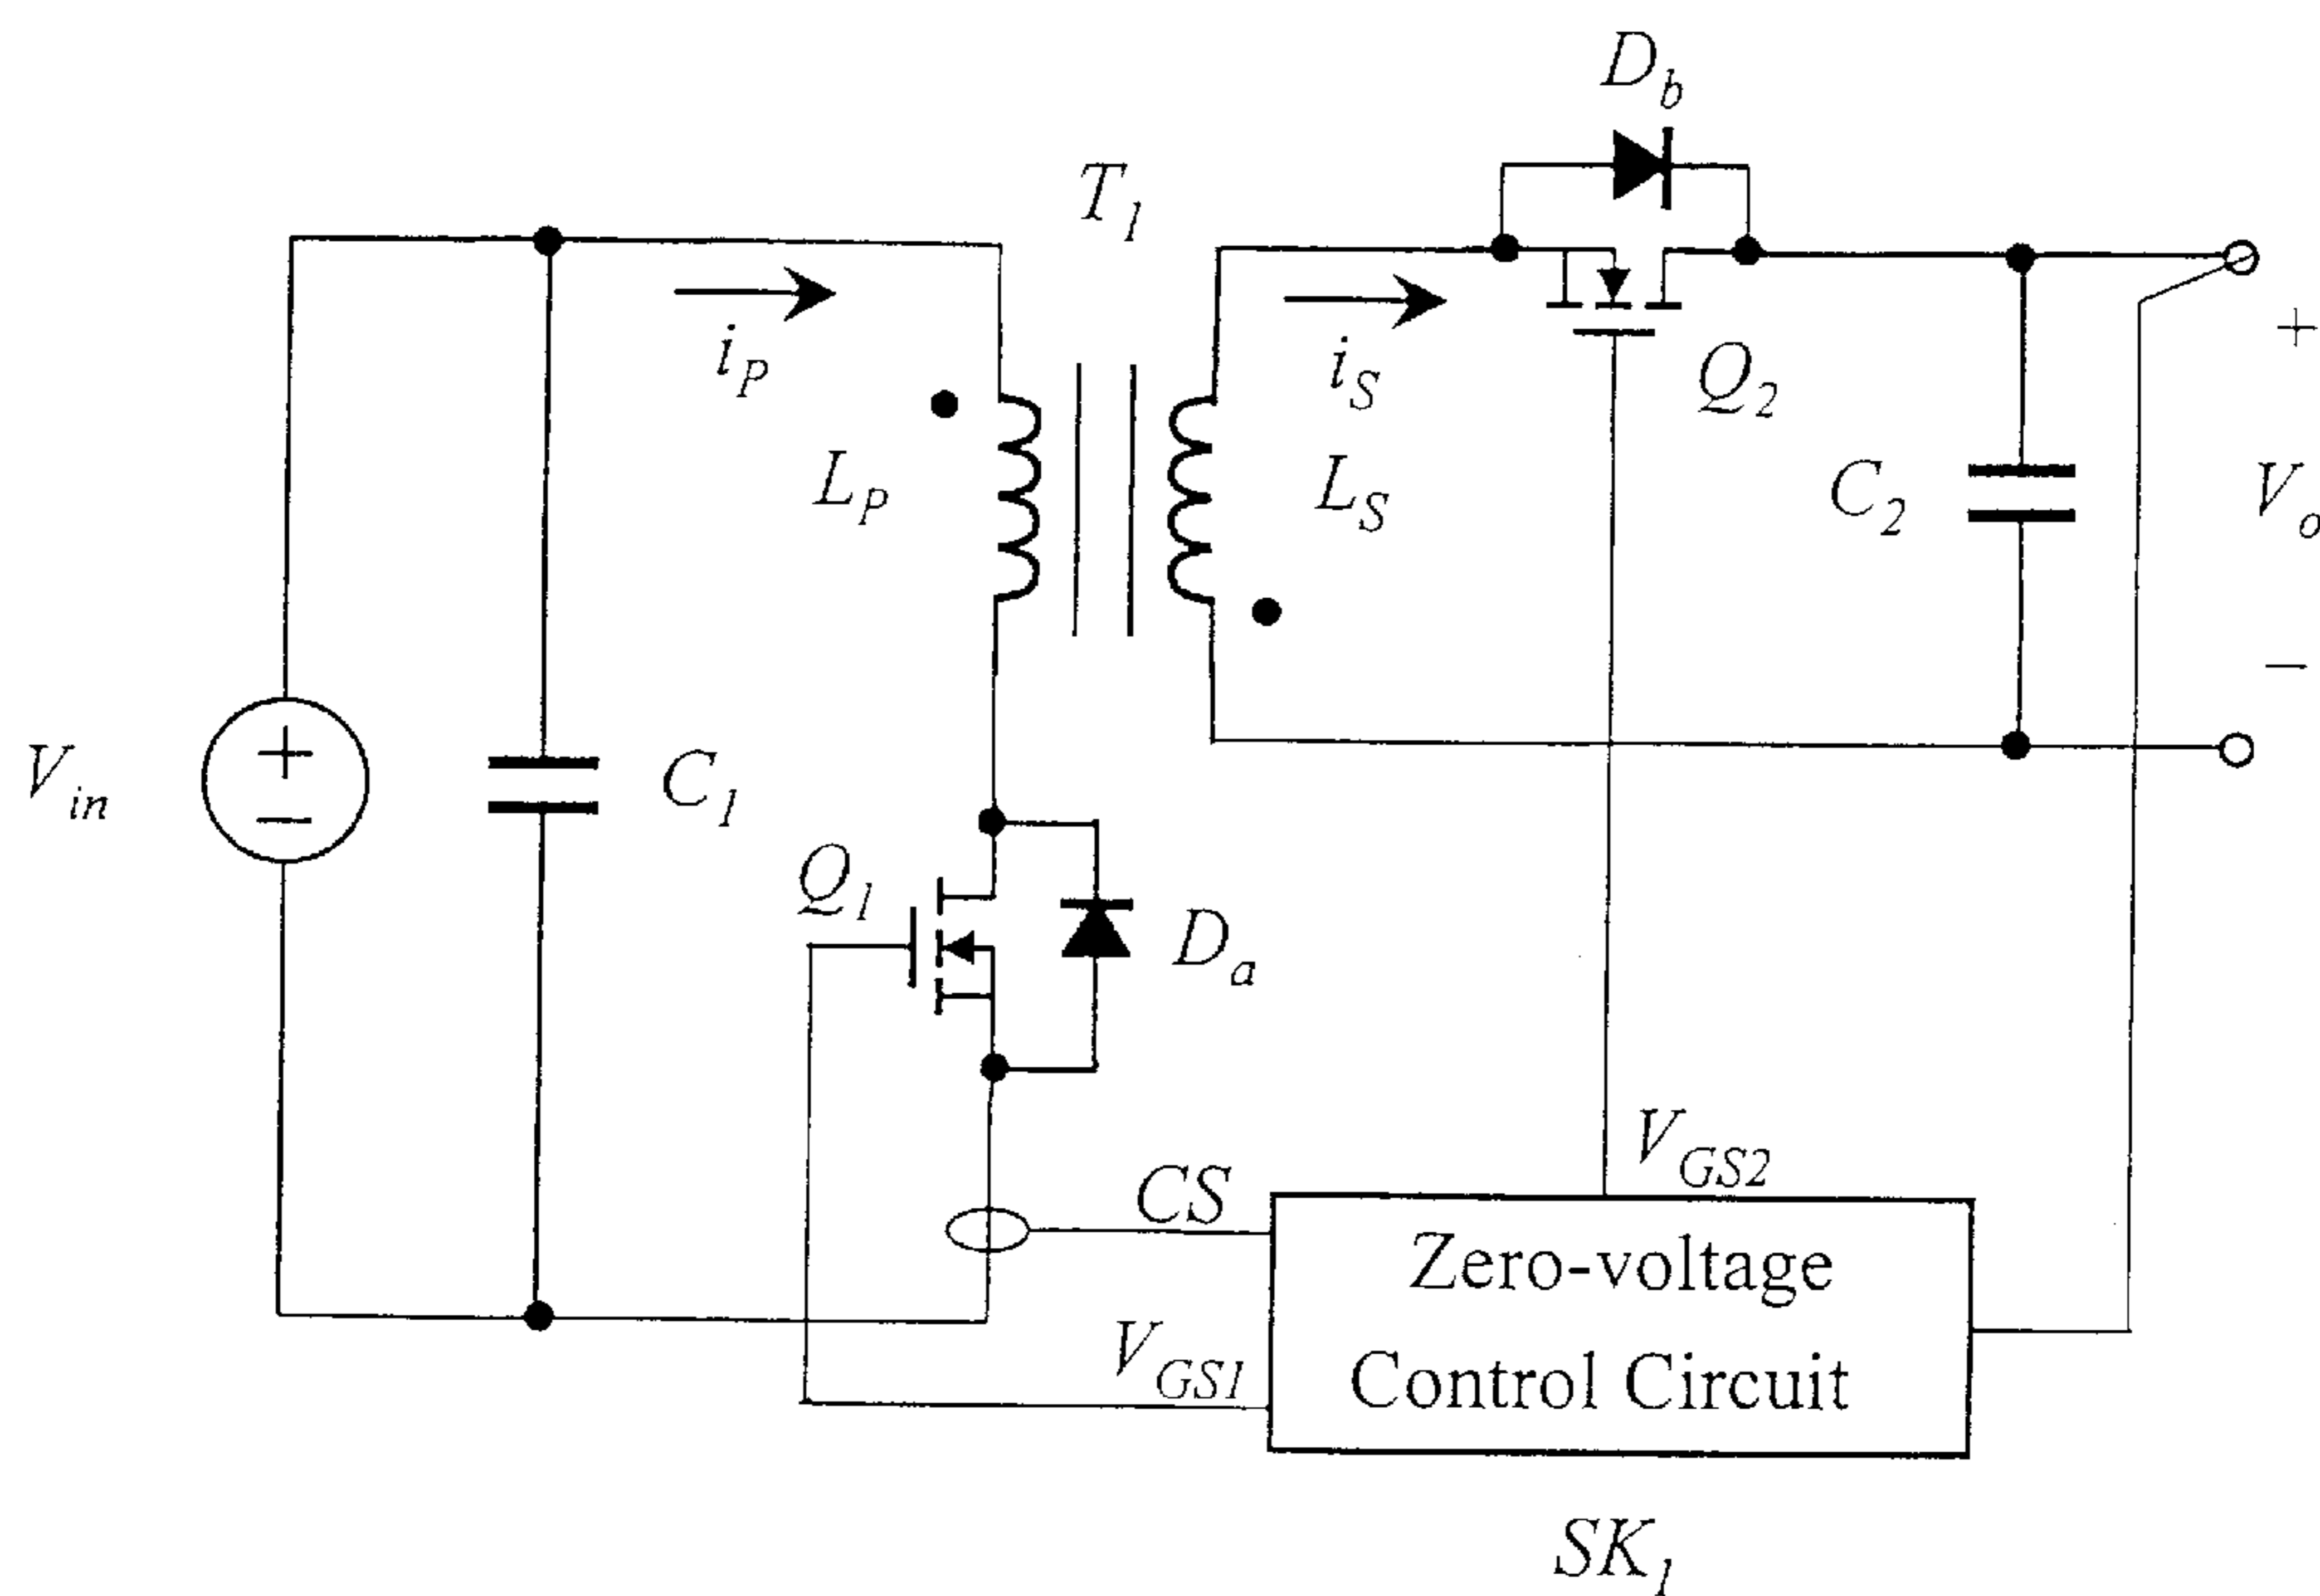 D_b
T_1
i_P
i_S
Q_2
L_P
L_S
C_2
+
V_o
−
V_in
+
−
C_1
Q_1
D_a
V_GS2
CS
Zero-voltage
Control Circuit
V_GS1
SK_1